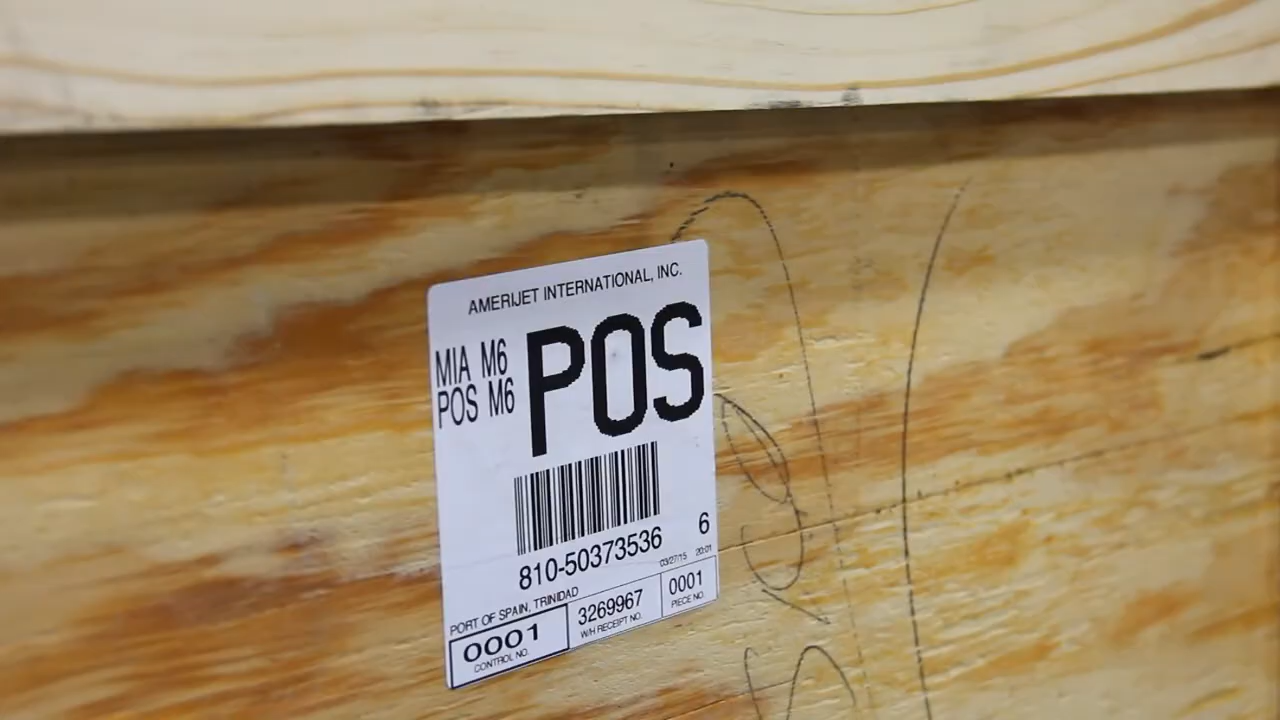 AMERIJET INTERNATIONAL, INC.
MIA M6
POS M6
POS
810-50373536
6
03/27/15 20:01
PORT OF SPAIN, TRINIDAD
0001
CONTROL NO.
3269967
W/H RECEIPT NO.
0001
PIECE NO.